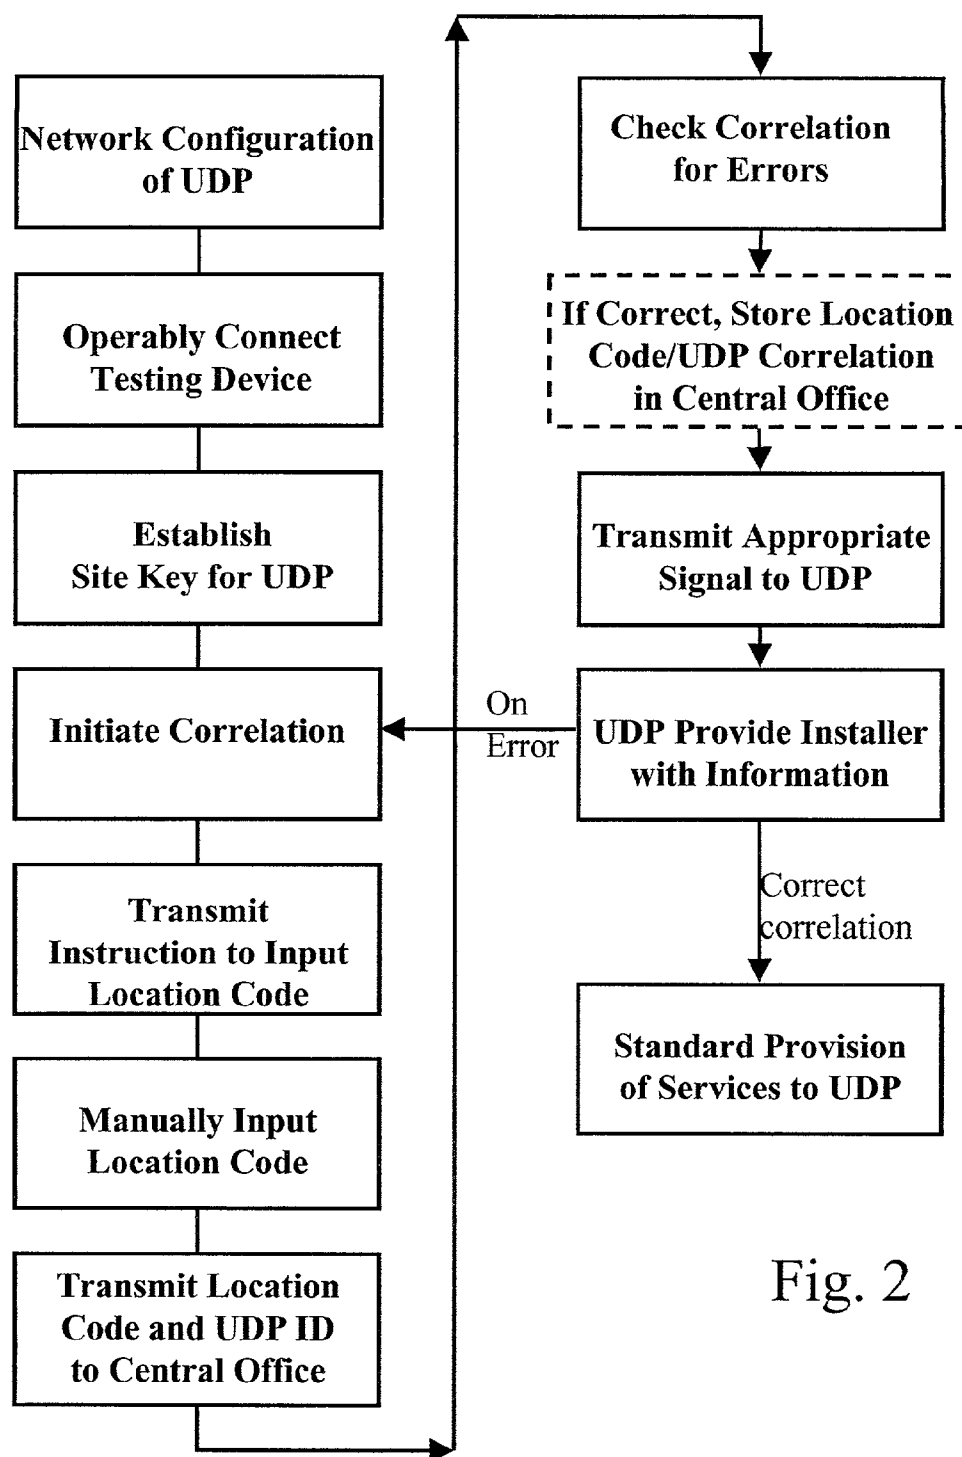 Network Configuration
of UDP
Operably Connect
Testing Device
Establish
Site Key for UDP
Initiate Correlation
Transmit
Instruction to Input
Location Code
Manually Input
Location Code
Transmit Location
Code and UDP ID
to Central Office
Check Correlation
for Errors
If Correct, Store Location
Code/UDP Correlation
in Central Office
Transmit Appropriate
Signal to UDP
UDP Provide Installer
with Information
On
Error
Correct
correlation
Standard Provision
of Services to UDP
Fig. 2